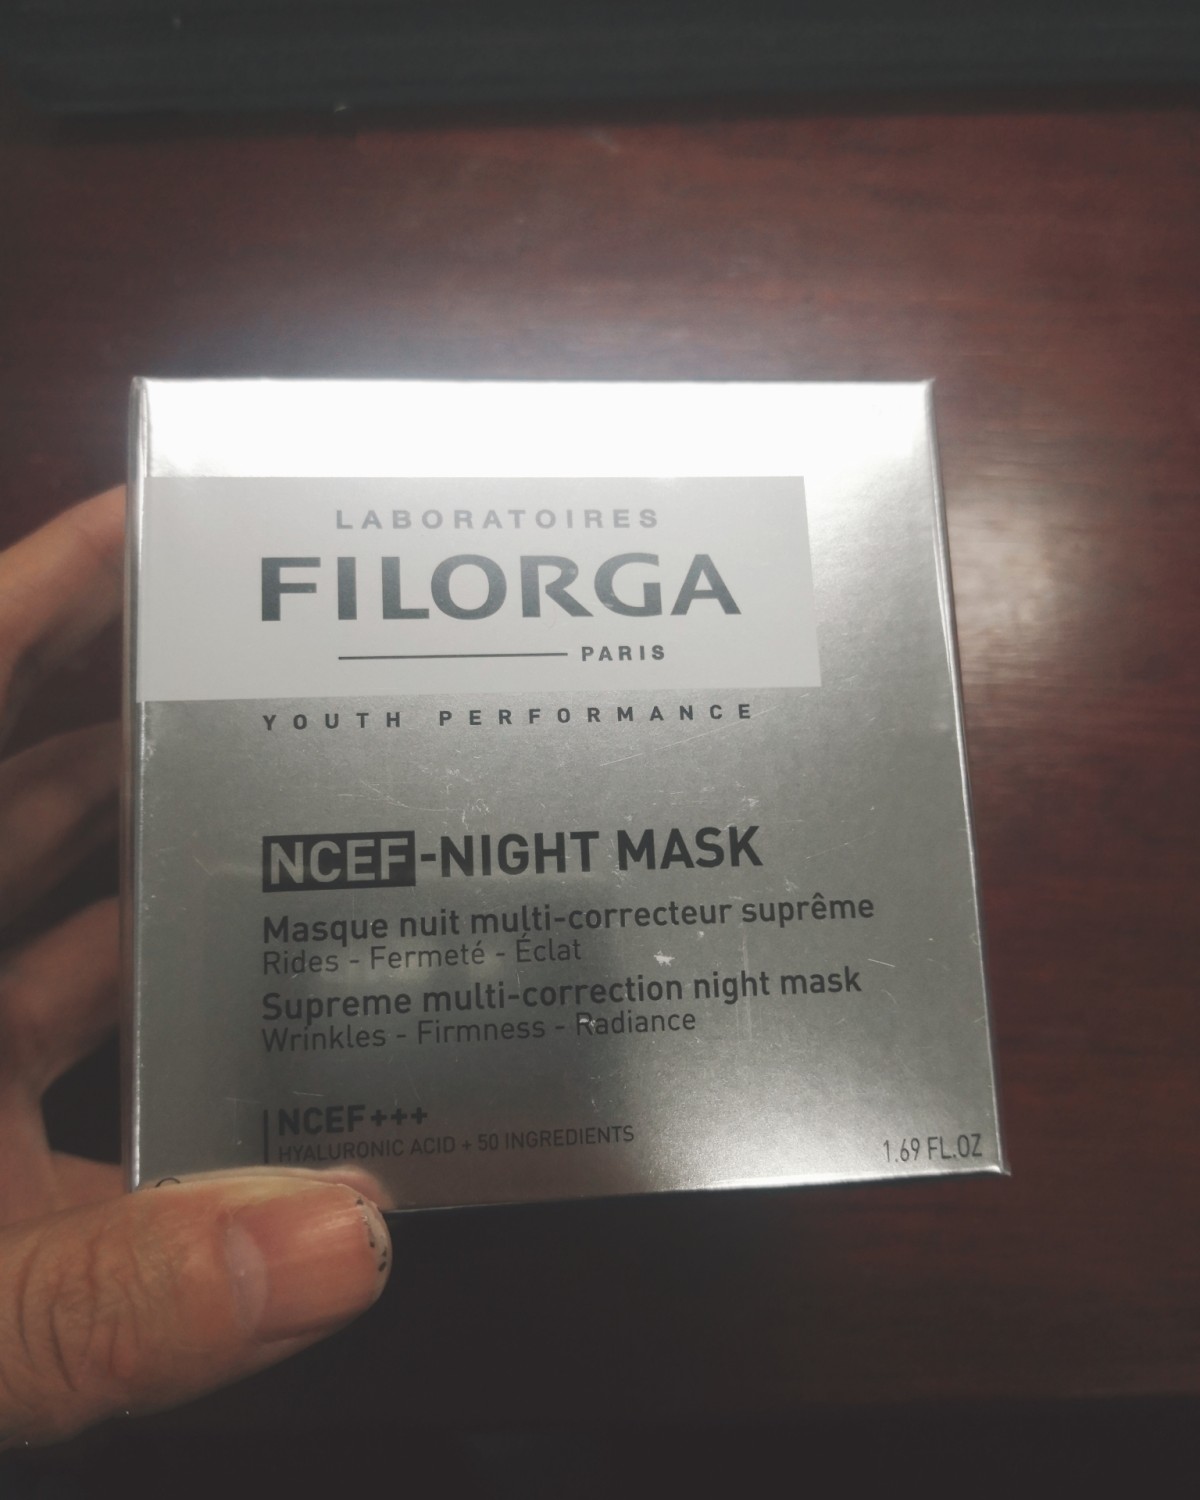 LABORATOIRES
FILORGA
PARIS
YOUTH PERFORMANCE
NCEF-NIGHT MASK
Masque nuit multi-correcteur suprême
Rides - Fermeté - Éclat
Supreme multi-correction night mask
Wrinkles - Firmness - Radiance
NCEF+++
HYALURONIC ACID + 50 INGREDIENTS
1.69 FL.OZ